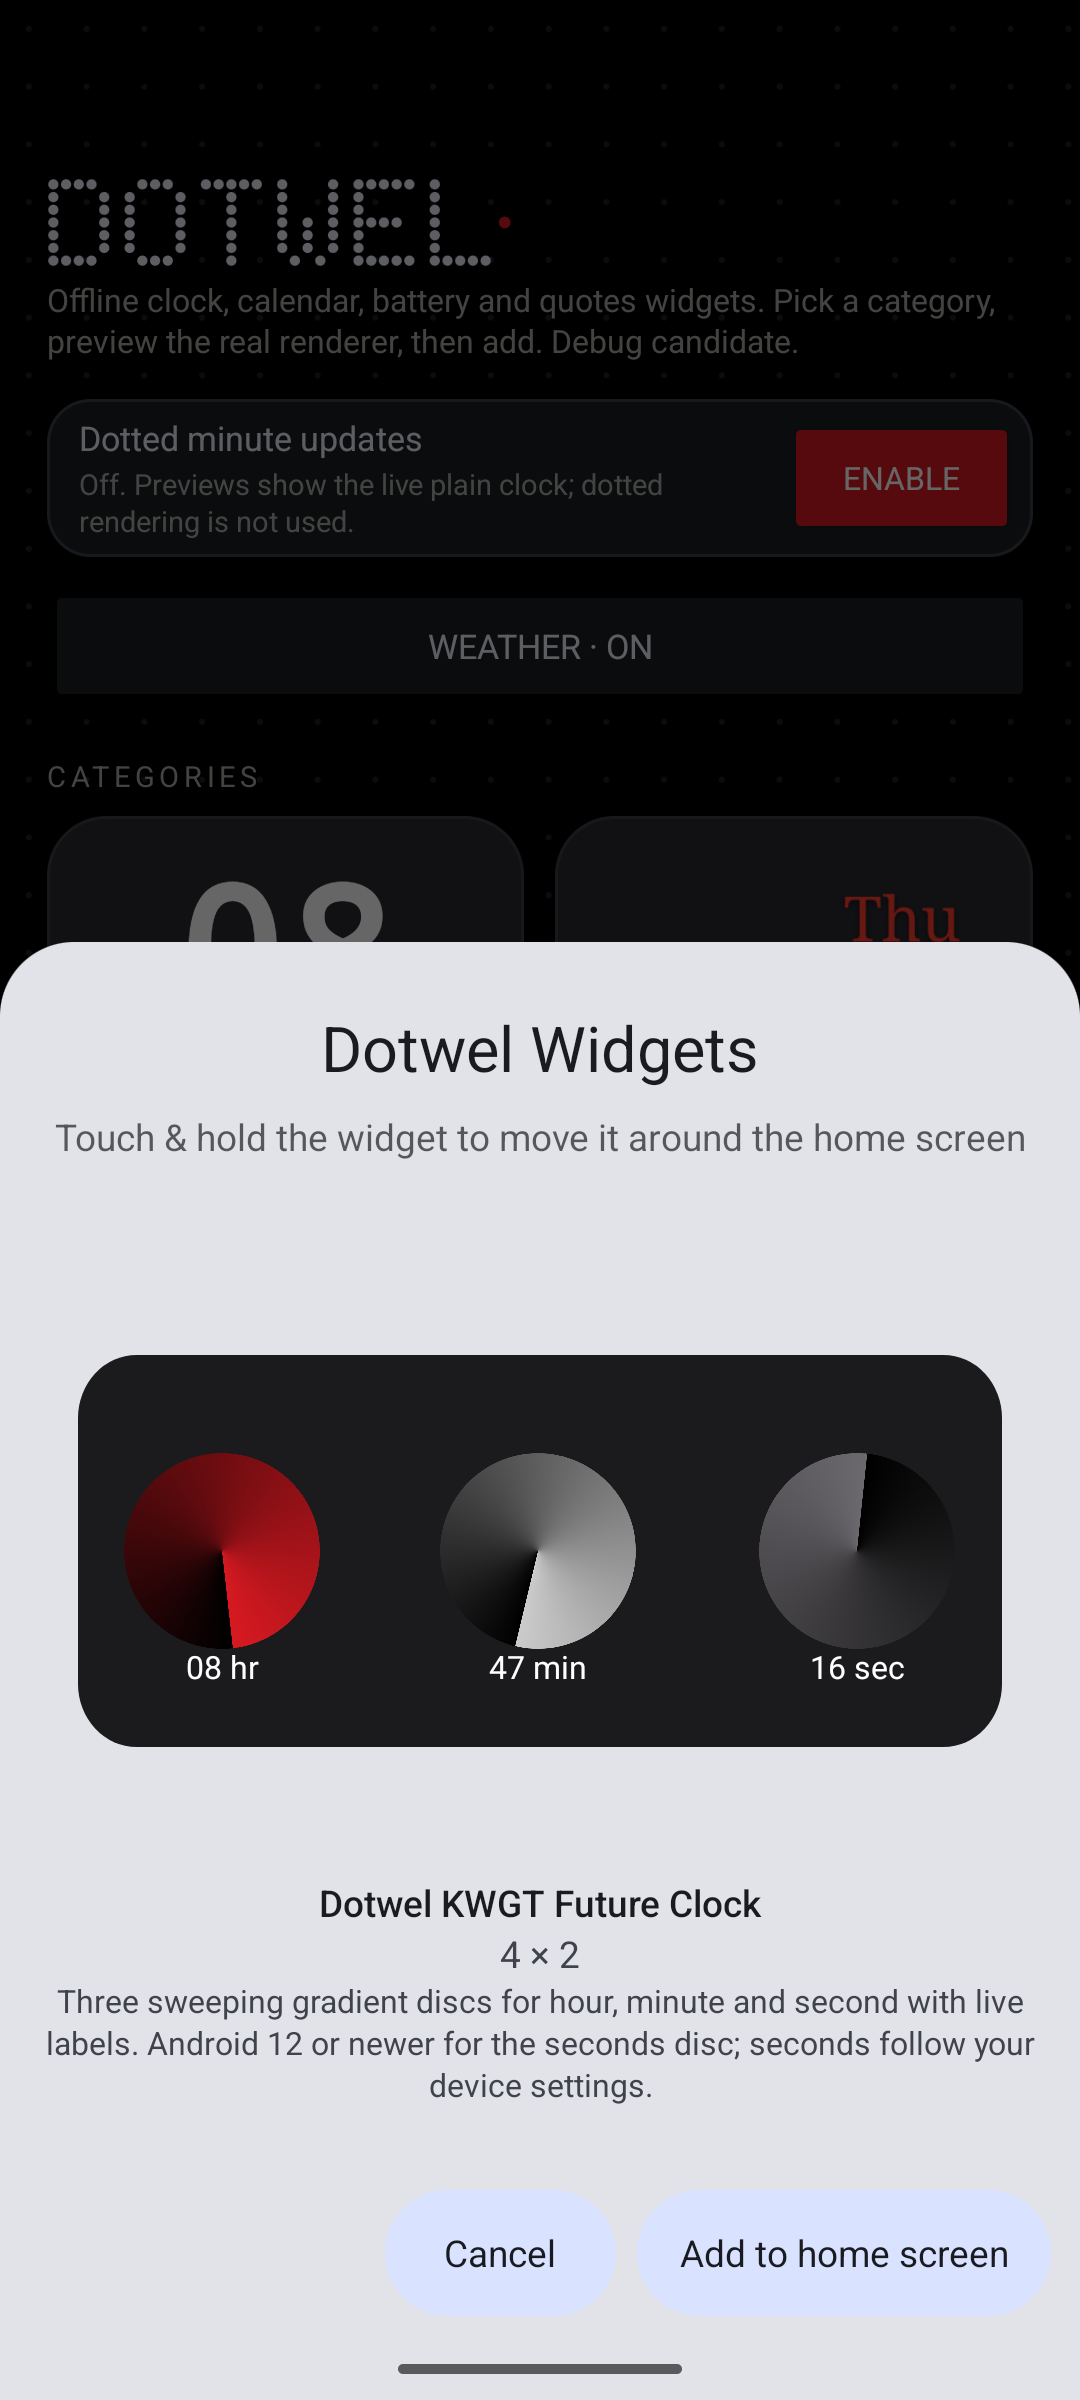 DOTWEL.
Offline clock, calendar, battery and quotes widgets. Pick a category,
preview the real renderer, then add. Debug candidate.
Dotted minute updates
Off. Previews show the live plain clock; dotted
rendering is not used.
ENABLE
WEATHER · ON
CATEGORIES
08
Thu
Dotwel Widgets
Touch & hold the widget to move it around the home screen
08 hr
47 min
16 sec
Dotwel KWGT Future Clock
4 × 2
Three sweeping gradient discs for hour, minute and second with live
labels. Android 12 or newer for the seconds disc; seconds follow your
device settings.
Cancel
Add to home screen